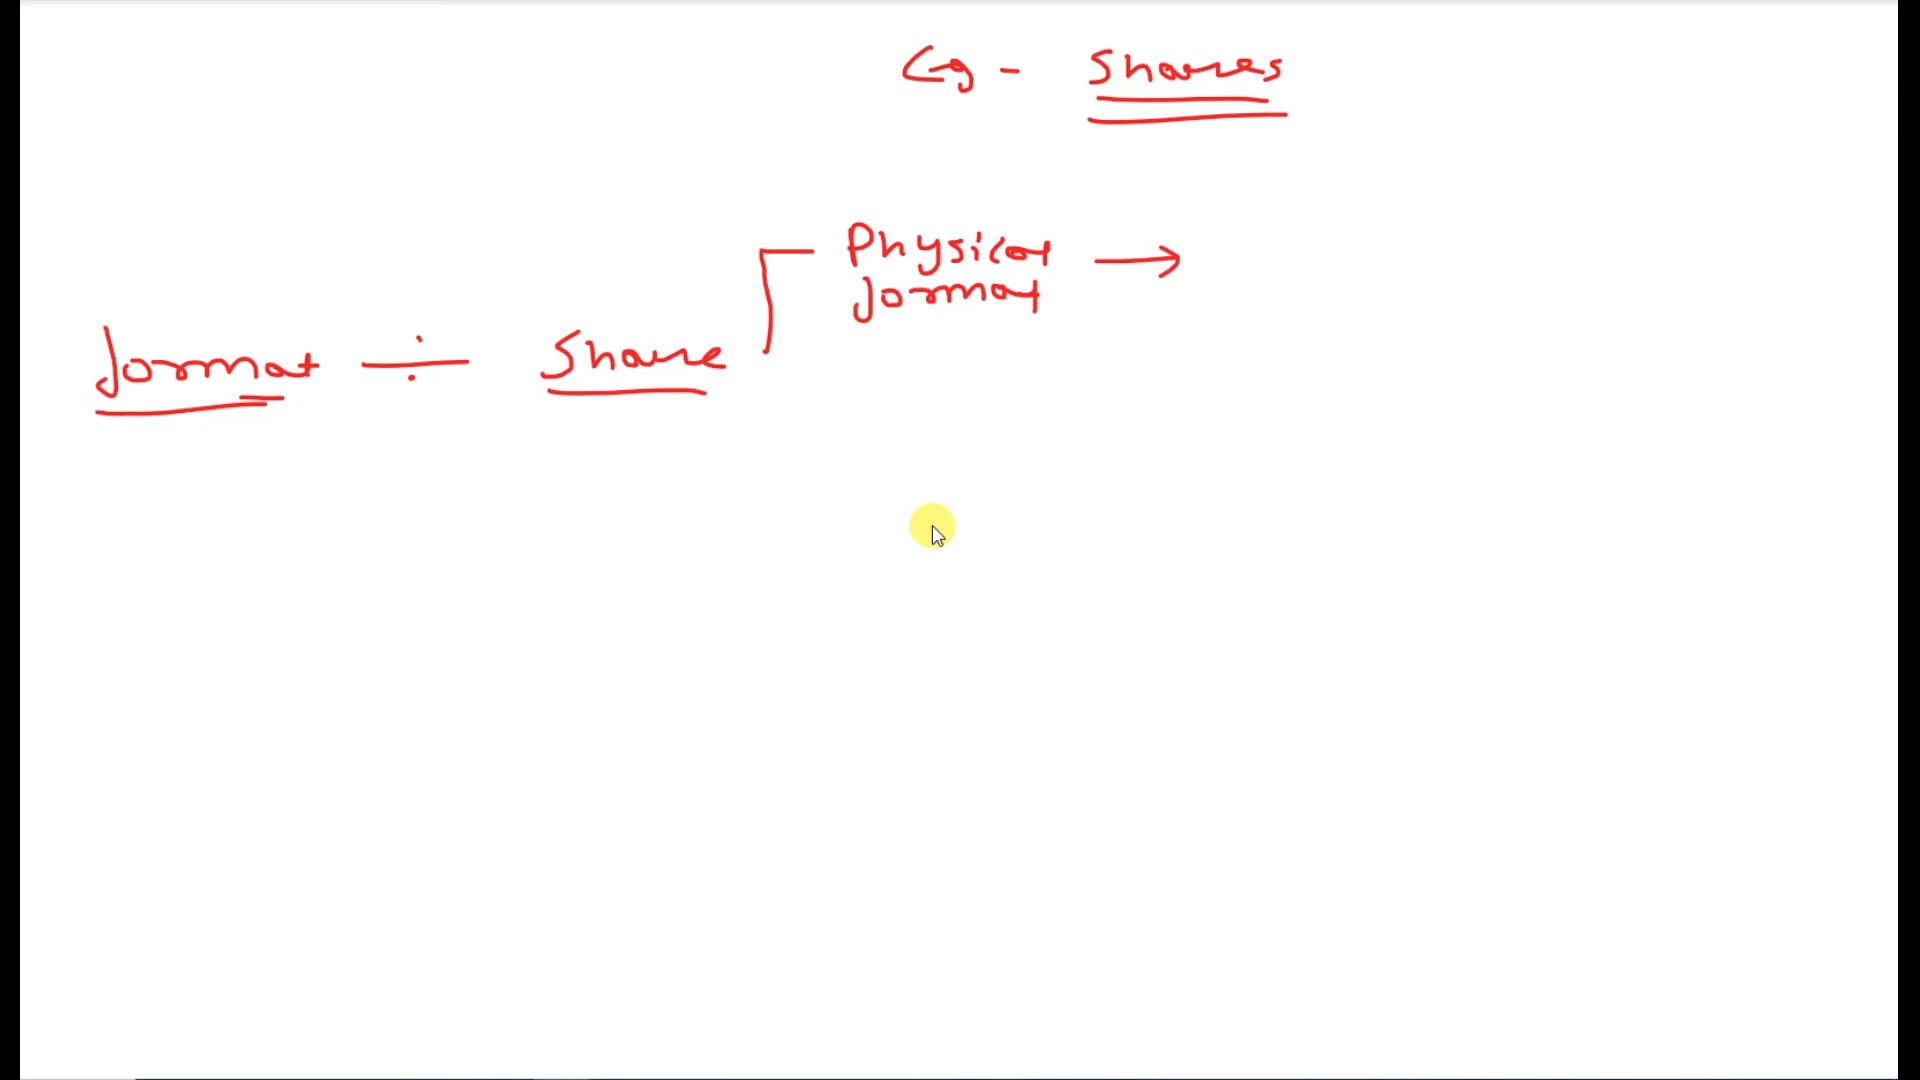 Eg - Shares
Physical →
format
format ÷ Share